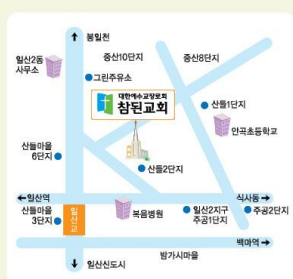 봉일천
일산2동
사무소
중산10단지
중산8단지
그린주유소
대한예수교장로회
참된교회
산들1단지
안곡초등학교
산들마을
6단지
산들2단지
←일산역
식사동→
산들마을
3단지
일산교
복음병원
일산2지구
주공1단지
주공2단지
백마역→
일산신도시
밤가시마을